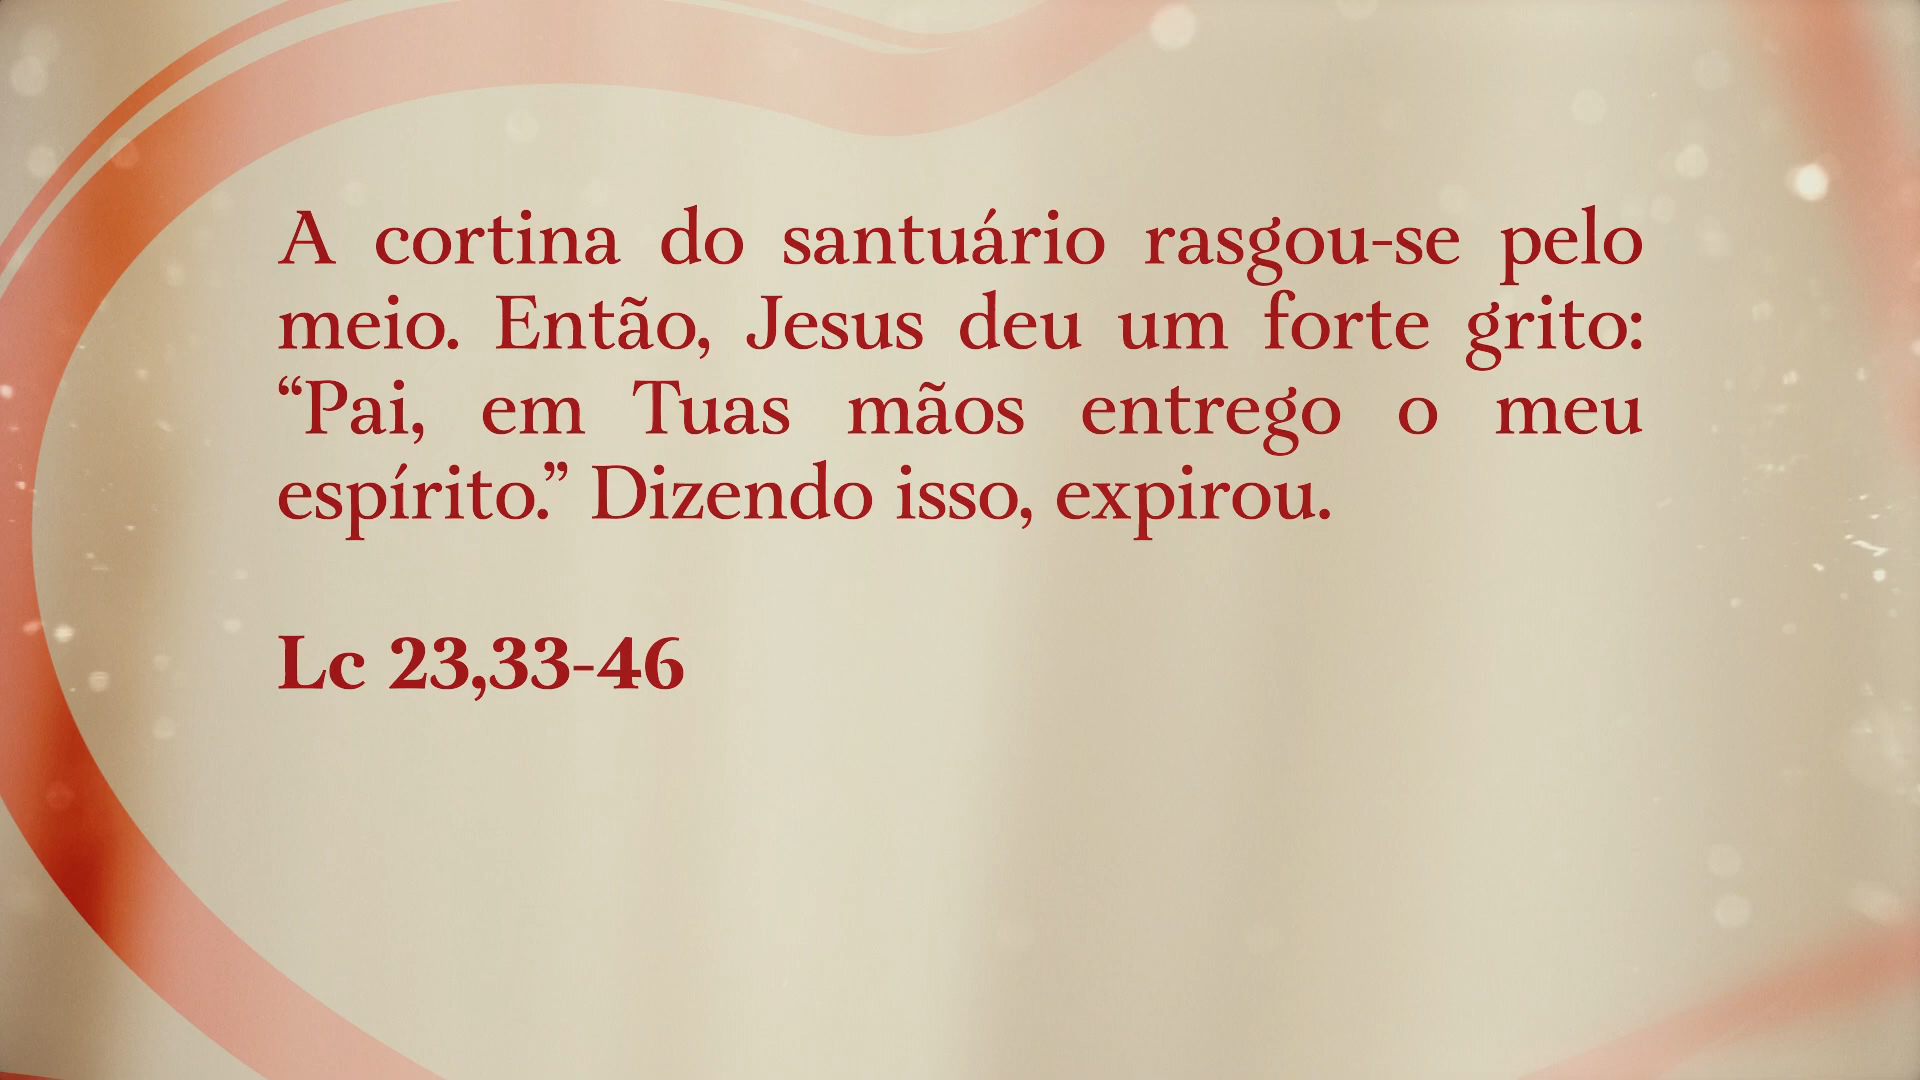 A cortina do santuário rasgou-se pelo
meio. Então, Jesus deu um forte grito:
“Pai, em Tuas mãos entrego o meu
espírito.” Dizendo isso, expirou.
Lc 23,33-46